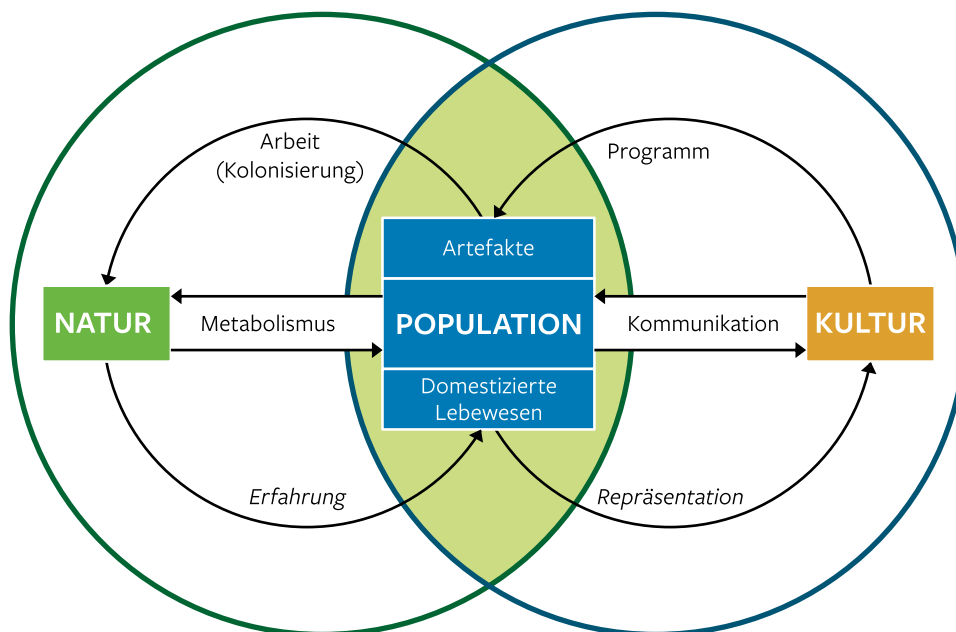 Arbeit
(Kolonisierung)
Programm
Artefakte
NATUR
Metabolismus
POPULATION
Kommunikation
KULTUR
Domestizierte
Lebewesen
Erfahrung
Repräsentation